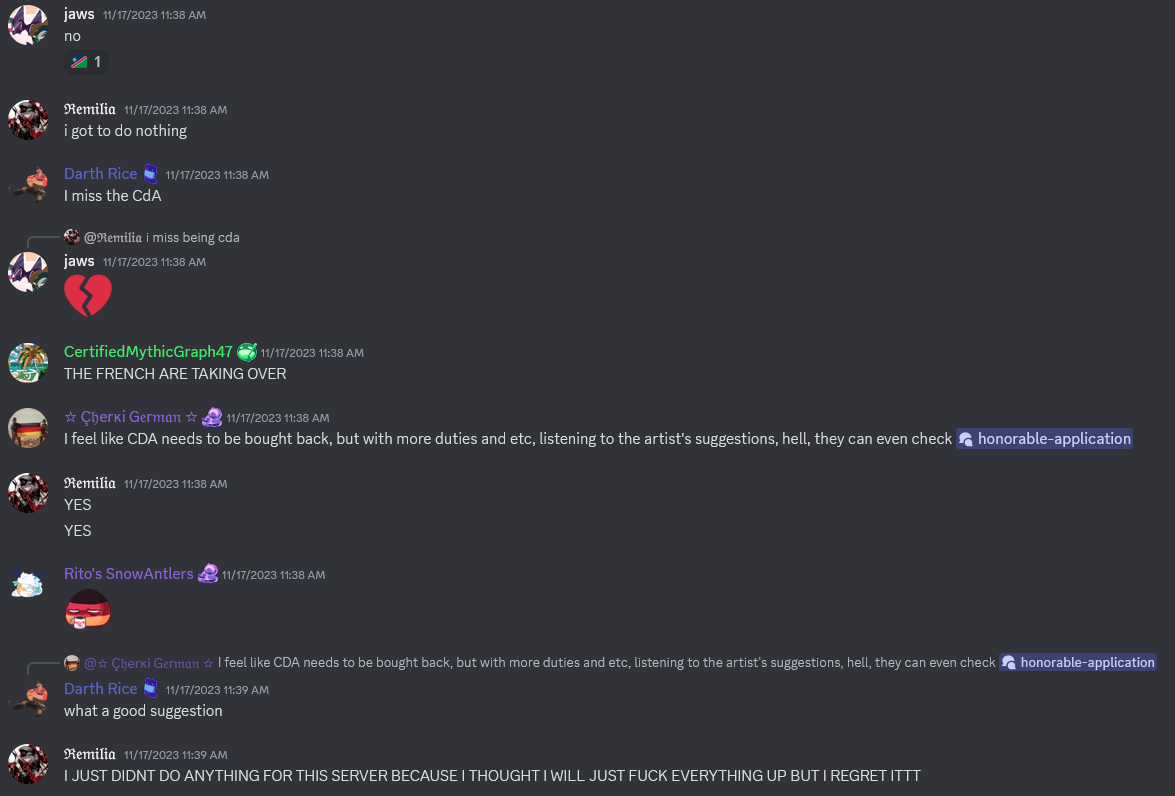 jaws 11/17/2023 11:38 AM
no
1
ℜ𝔢𝔪𝔦𝔩𝔦𝔞 11/17/2023 11:38 AM
i got to do nothing
Darth Rice 11/17/2023 11:38 AM
I miss the CdA
@ℜ𝔢𝔪𝔦𝔩𝔦𝔞 i miss being cda
jaws 11/17/2023 11:38 AM
CertifiedMythicGraph47 11/17/2023 11:38 AM
THE FRENCH ARE TAKING OVER
☆ Çɧerкi Ger𝔪𝔞𝔫 ☆ 11/17/2023 11:38 AM
I feel like CDA needs to be bought back, but with more duties and etc, listening to the artist's suggestions, hell, they can even check honorable-application
ℜ𝔢𝔪𝔦𝔩𝔦𝔞 11/17/2023 11:38 AM
YES
YES
Rito's SnowAntlers 11/17/2023 11:38 AM
@☆ Çɧerкi Ger𝔪𝔞𝔫 ☆ I feel like CDA needs to be bought back, but with more duties and etc, listening to the artist's suggestions, hell, they can even check honorable-application
Darth Rice 11/17/2023 11:39 AM
what a good suggestion
ℜ𝔢𝔪𝔦𝔩𝔦𝔞 11/17/2023 11:39 AM
I JUST DIDNT DO ANYTHING FOR THIS SERVER BECAUSE I THOUGHT I WILL JUST FUCK EVERYTHING UP BUT I REGRET ITTT